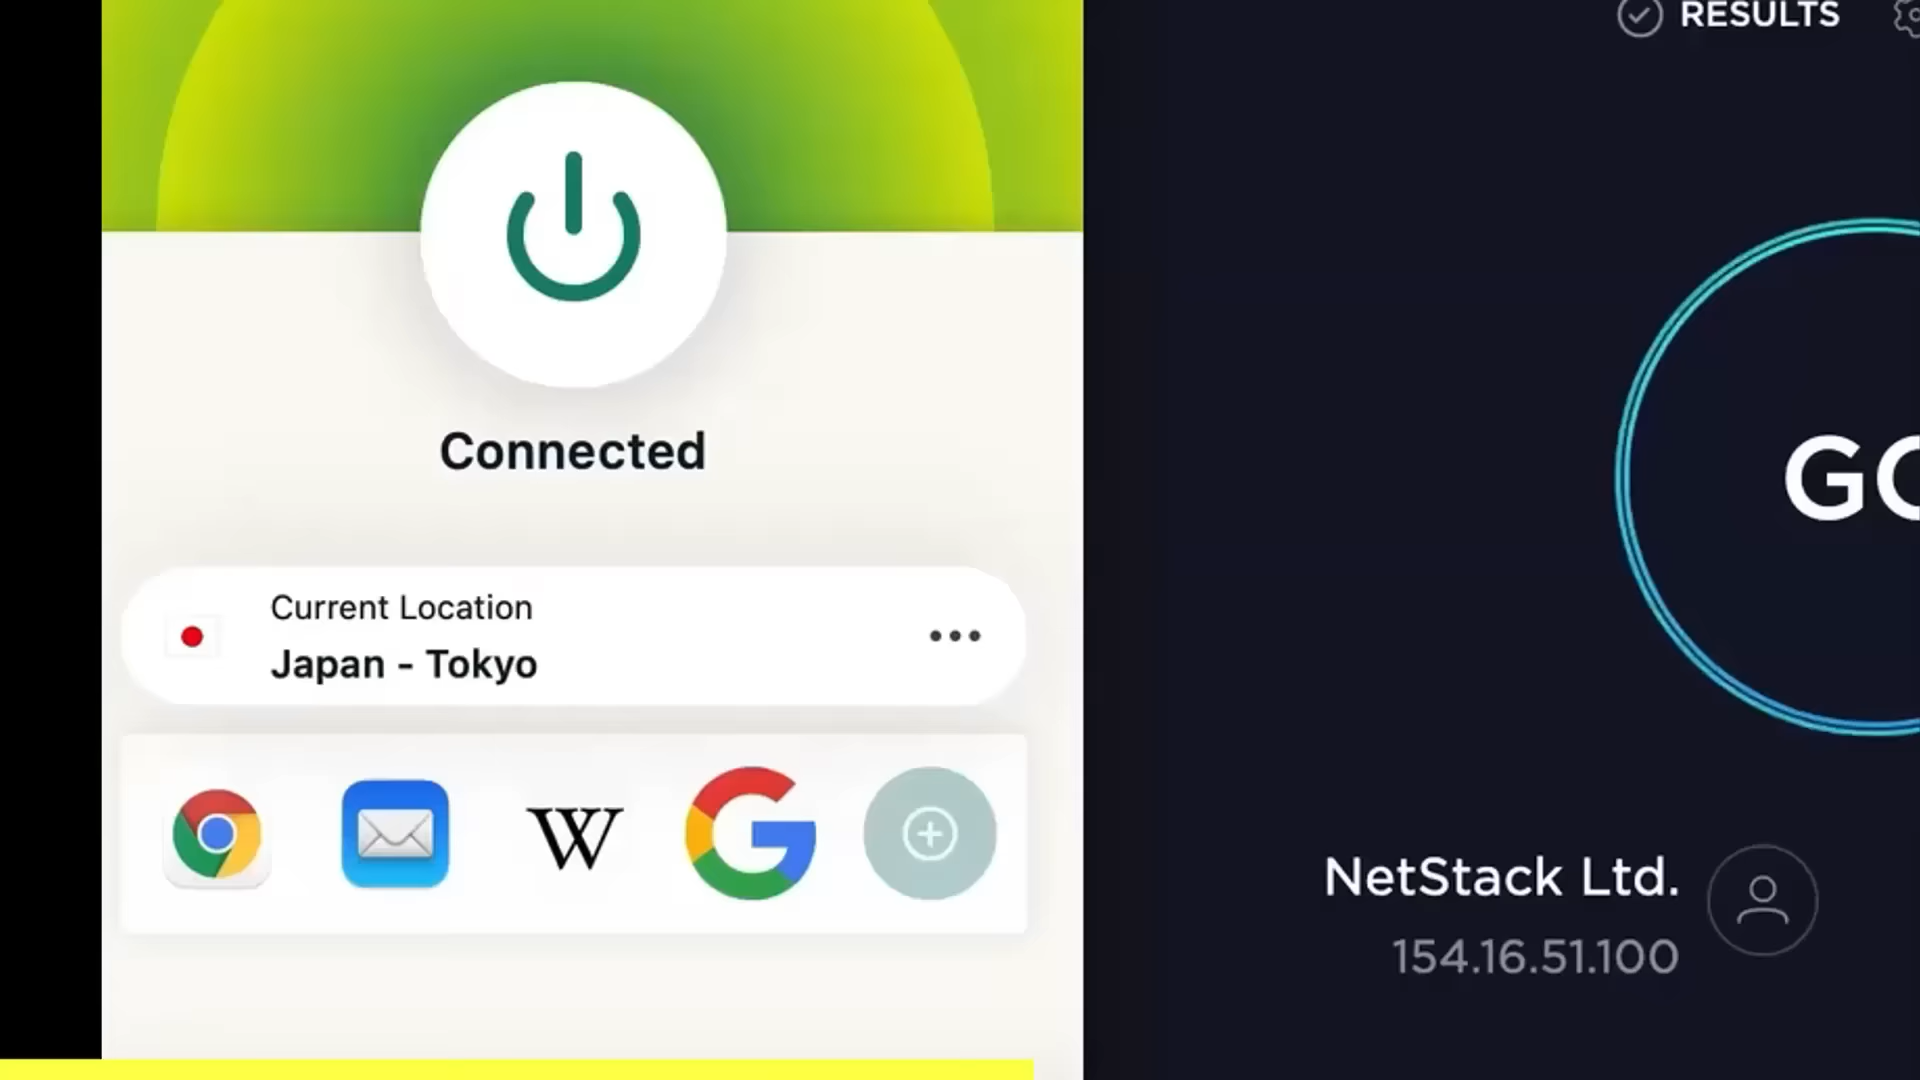 RESULTS
Connected
Current Location
Japan - Tokyo
W
G
GO
NetStack Ltd.
154.16.51.100